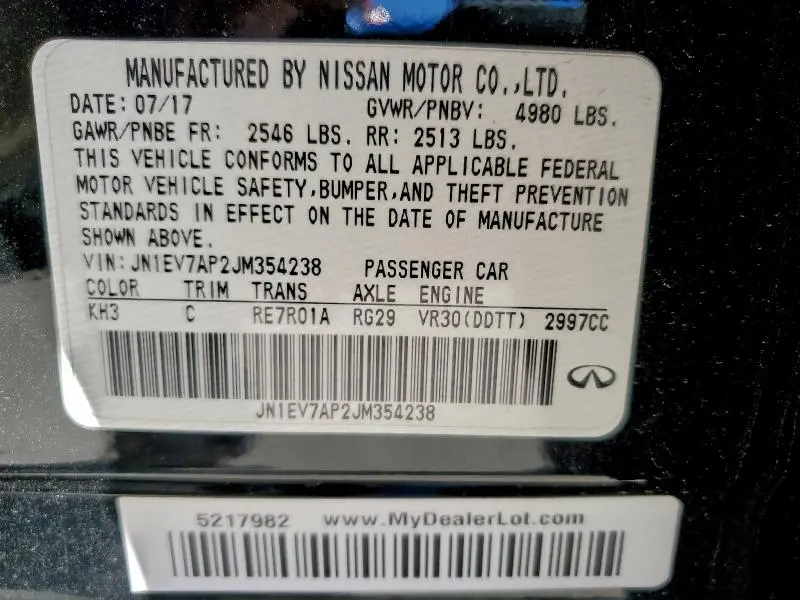 MANUFACTURED BY NISSAN MOTOR CO.,LTD.
DATE: 07/17 GVWR/PNBV: 4980 LBS.
GAWR/PNBE FR: 2546 LBS. RR: 2513 LBS.
THIS VEHICLE CONFORMS TO ALL APPLICABLE FEDERAL
MOTOR VEHICLE SAFETY,BUMPER,AND THEFT PREVENTION
STANDARDS IN EFFECT ON THE DATE OF MANUFACTURE
SHOWN ABOVE.
VIN: JN1EV7AP2JM354238 PASSENGER CAR
COLOR TRIM TRANS AXLE ENGINE
KH3 C RE7R01A RG29 VR30(DDTT) 2997CC
JN1EV7AP2JM354238
5217982 www.MyDealerLot.com